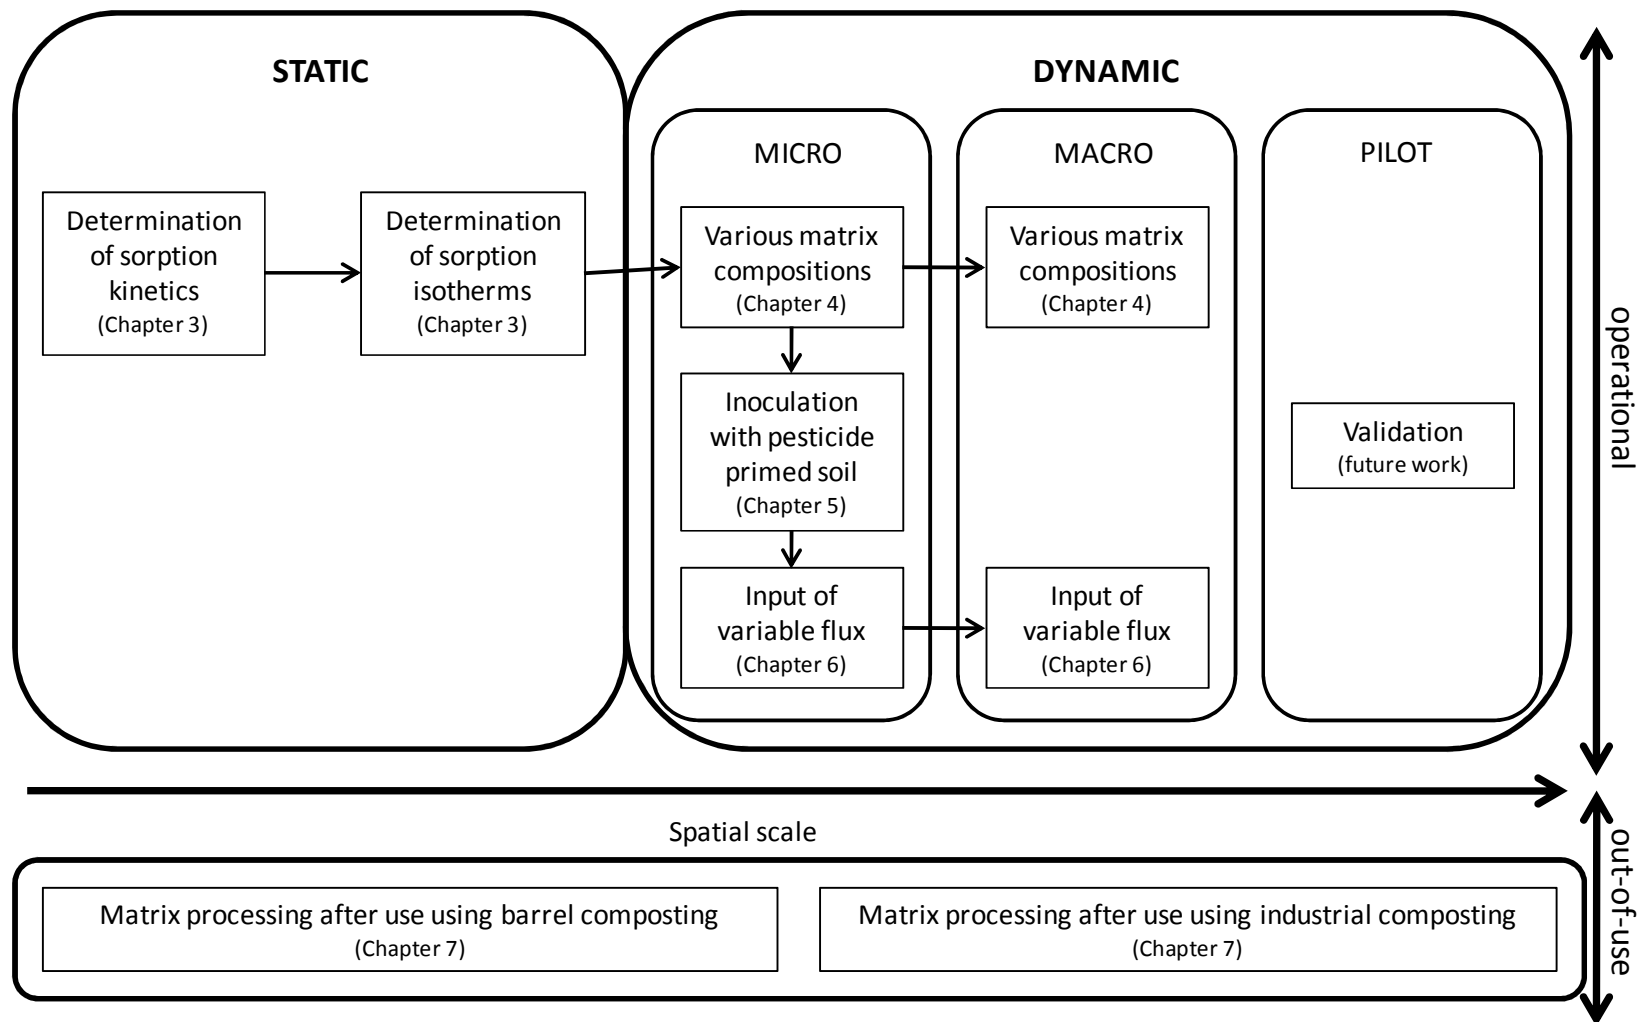 STATIC
Determination
of sorption
kinetics
(Chapter 3)
Determination
of sorption
isotherms
(Chapter 3)
DYNAMIC
MICRO
Various matrix
compositions
(Chapter 4)
Inoculation
with pesticide
primed soil
(Chapter 5)
Input of
variable flux
(Chapter 6)
MACRO
Various matrix
compositions
(Chapter 4)
Input of
variable flux
(Chapter 6)
PILOT
Validation
(future work)
operational
Spatial scale
Matrix processing after use using barrel composting
(Chapter 7)
Matrix processing after use using industrial composting
(Chapter 7)
out-of-use